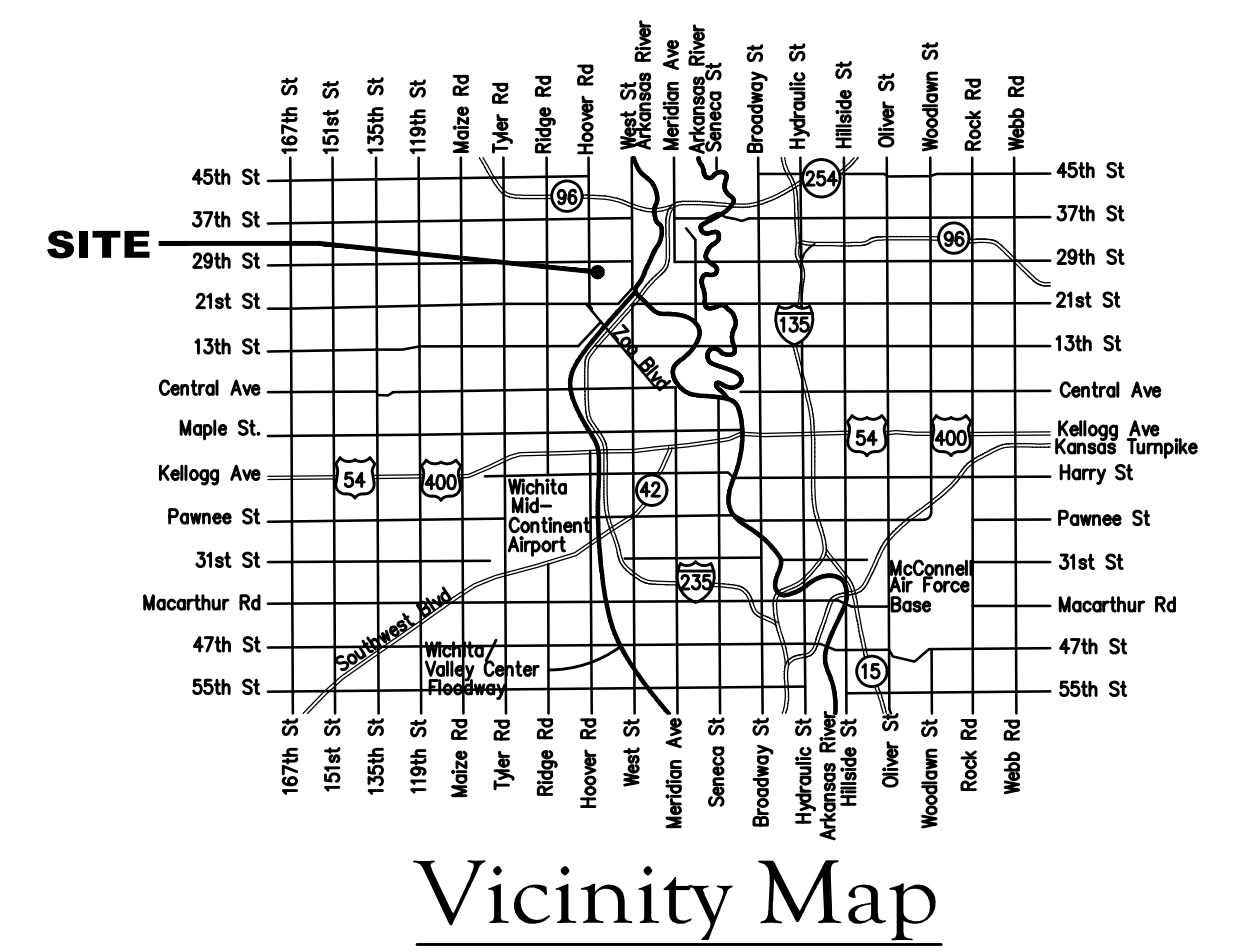 167th St
151st St
135th St
119th St
Maize Rd
Tyler Rd
Ridge Rd
Hoover Rd
West St
Arkansas River
Meridian Ave
Arkansas River
Seneca St
Broadway St
Hydraulic St
Hillside St
Oliver St
Woodlawn St
Rock Rd
Webb Rd
45th St
254
45th St
96
37th St
37th St
SITE
96
29th St
29th St
21st St
21st St
135
13th St
Zoo Blvd
13th St
Central Ave
Central Ave
Maple St.
54
400
Kellogg Ave
Kansas Turnpike
Kellogg Ave
54
400
42
Harry St
Wichita
Mid-
Continent
Airport
Pawnee St
Pawnee St
31st St
31st St
McConnell
Air Force
Base
235
Macarthur Rd
Macarthur Rd
Southwest Blvd
47th St
47th St
Wichita/
Valley Center
Floodway
15
55th St
55th St
167th St
151st St
135th St
119th St
Maize Rd
Tyler Rd
Ridge Rd
Hoover Rd
West St
Meridian Ave
Seneca St
Broadway St
Hydraulic St
Arkansas River
Hillside St
Oliver St
Woodlawn St
Rock Rd
Webb Rd
Vicinity Map